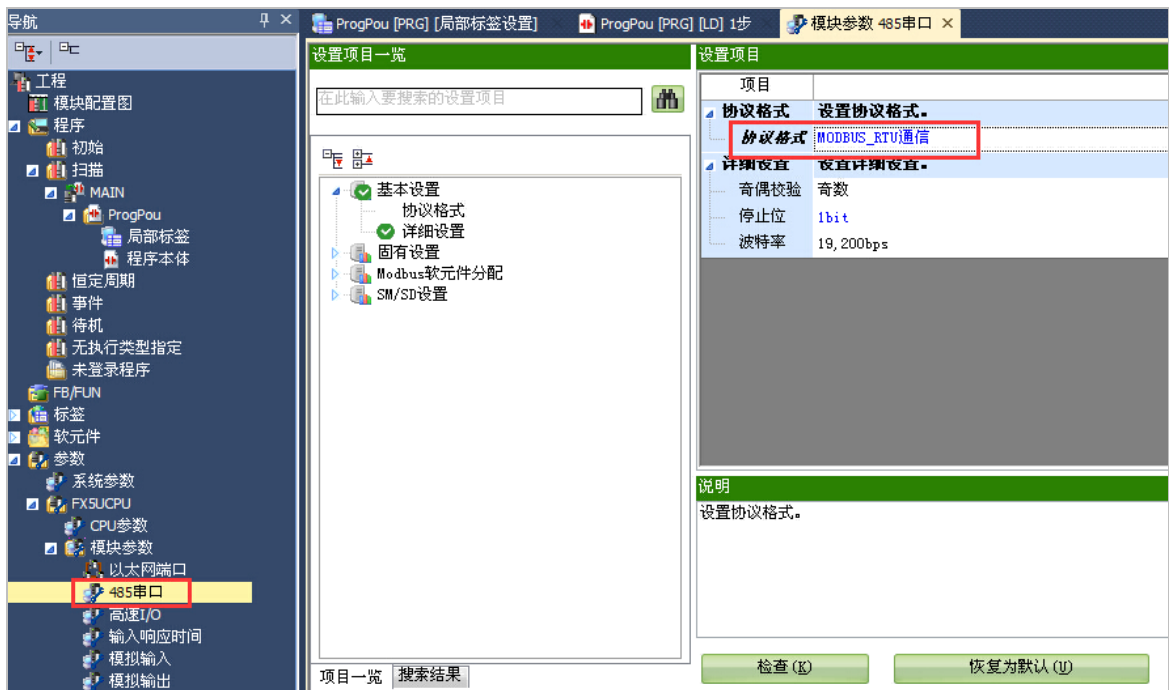 导航
工程
模块配置图
程序
初始
扫描
MAIN
ProgPou
局部标签
程序本体
恒定周期
事件
待机
无执行类型指定
未登录程序
FB/FUN
标签
软元件
参数
系统参数
FX5UCPU
CPU参数
模块参数
以太网端口
485串口
高速I/O
输入响应时间
模拟输入
模拟输出
ProgPou [PRG] [局部标签设置]
ProgPou [PRG] [LD] 1步
模块参数 485串口
设置项目一览
在此输入要搜索的设置项目
基本设置
协议格式
详细设置
固有设置
Modbus软元件分配
SM/SD设置
项目一览 搜索结果
设置项目
项目
协议格式 设置协议格式。
协议格式 MODBUS_RTU通信
详细设置 设置详细设置。
奇偶校验 奇数
停止位 1bit
波特率 19,200bps
说明
设置协议格式。
检查(K) 恢复为默认(U)